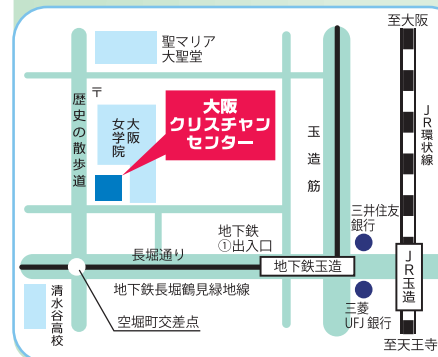 至大阪
聖マリア
大聖堂
〒
歴史の散歩道
大阪
女学院
大阪
クリスチャン
センター
玉造筋
JR環状線
三井住友
銀行
地下鉄
①出入口
長堀通り
地下鉄玉造
JR玉造
地下鉄長堀鶴見緑地線
清水谷高校
空堀町交差点
三菱
UFJ銀行
至天王寺